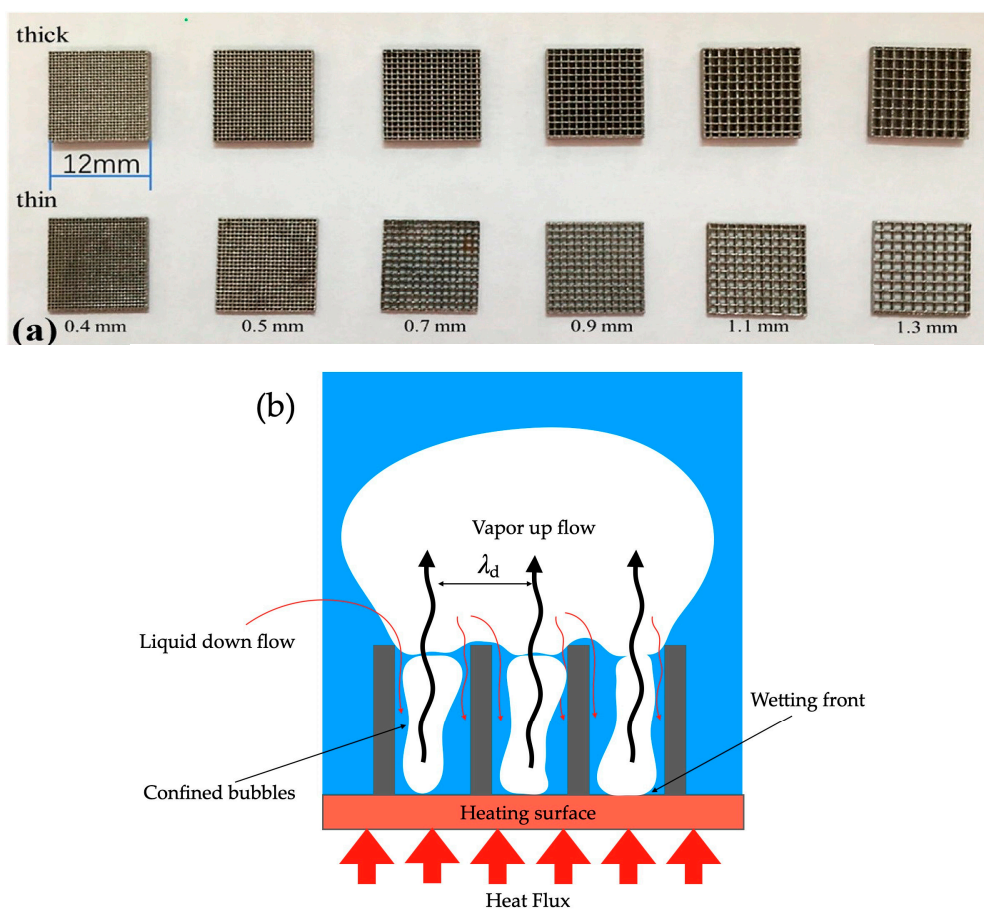 thick
12mm
thin
0.4 mm 0.5 mm 0.7 mm 0.9 mm 1.1 mm 1.3 mm
(a)
(b)
Vapor up flow
λd
Liquid down flow
Wetting front
Confined bubbles
Heating surface
Heat Flux